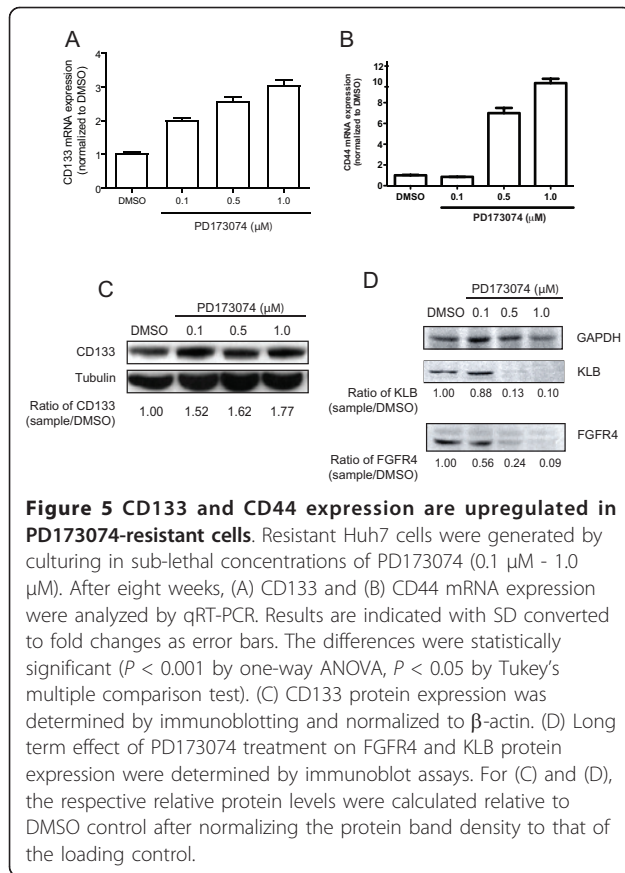 A
CD133 mRNA expression
(normalized to DMSO)
4
3
2
1
0
DMSO
0.1
0.5
1.0
PD173074 (µM)
B
CD44 mRNA expression
(normalized to DMSO)
12
10
8
6
4
2
0
DMSO
0.1
0.5
1.0
PD173074 (µM)
C
PD173074 (µM)
DMSO 0.1 0.5 1.0
CD133
Tubulin
Ratio of CD133
(sample/DMSO)
1.00 1.52 1.62 1.77
D
PD173074 (µM)
DMSO 0.1 0.5 1.0
GAPDH
KLB
Ratio of KLB
(sample/DMSO)
1.00 0.88 0.13 0.10
FGFR4
Ratio of FGFR4
(sample/DMSO)
1.00 0.56 0.24 0.09
Figure 5 CD133 and CD44 expression are upregulated in
PD173074-resistant cells. Resistant Huh7 cells were generated by
culturing in sub-lethal concentrations of PD173074 (0.1 µM - 1.0
µM). After eight weeks, (A) CD133 and (B) CD44 mRNA expression
were analyzed by qRT-PCR. Results are indicated with SD converted
to fold changes as error bars. The differences were statistically
significant (P < 0.001 by one-way ANOVA, P < 0.05 by Tukey's
multiple comparison test). (C) CD133 protein expression was
determined by immunoblotting and normalized to β-actin. (D) Long
term effect of PD173074 treatment on FGFR4 and KLB protein
expression were determined by immunoblot assays. For (C) and (D),
the respective relative protein levels were calculated relative to
DMSO control after normalizing the protein band density to that of
the loading control.